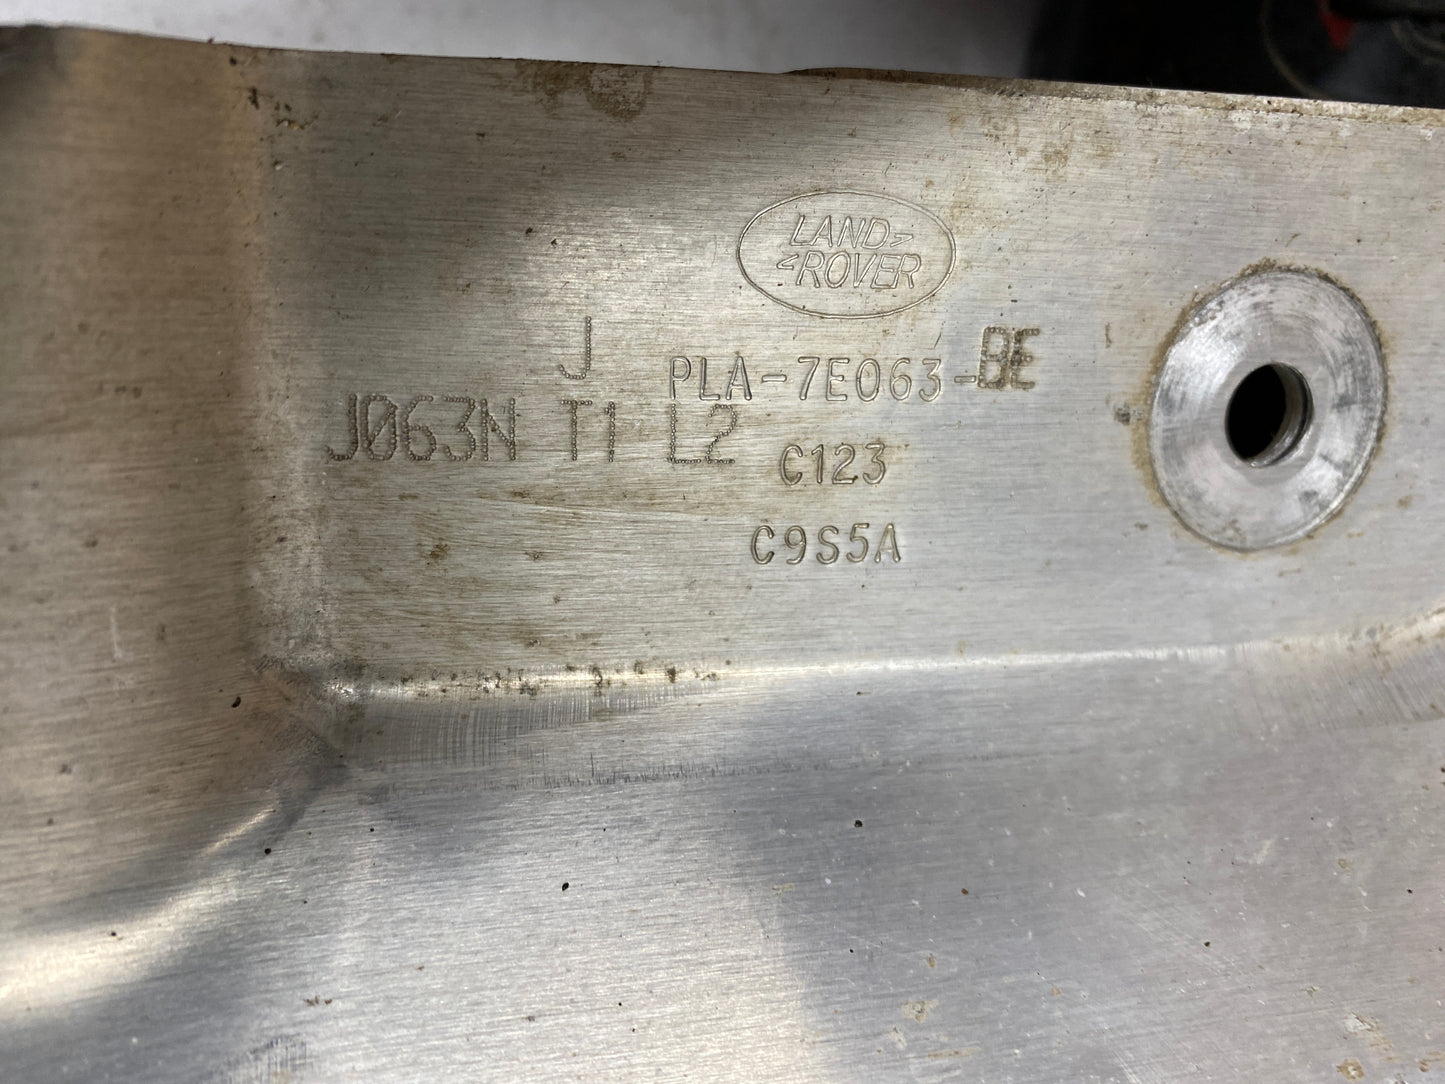 LAND>
<ROVER
J
PLA-7E063-BE
J063N T1 L2
C123
C9S5A